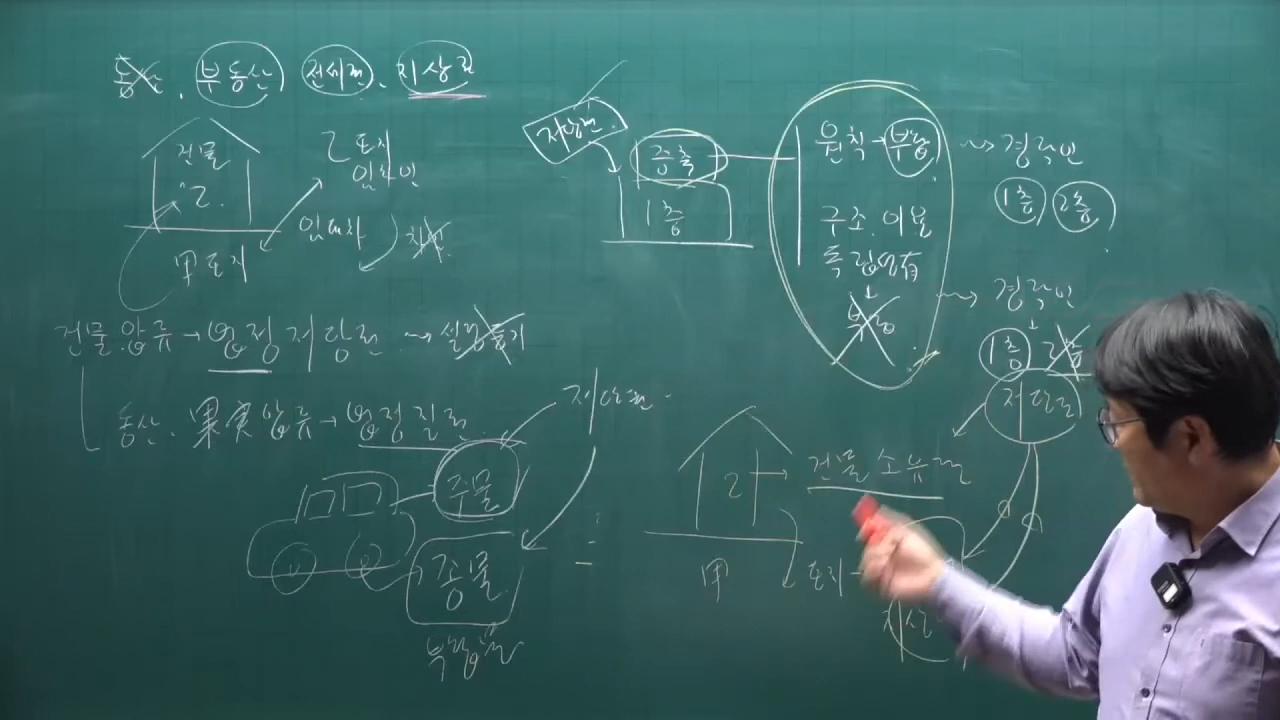 동산, 부동산, 전세권, 지상권
건물
乙
甲토지
乙토지
임차인
임대차
건물 압류→법정저당권 ⇝
동산. 果実압류→법정질권
주물
종물
부합물
저당권
저당권
증축
1층
원칙→부합
구조.이용
독립성有
↓
부합
⇝경락인
1층 2층
⇝경락인
↓
1층 2층
저당권
乙→건물 소유권
甲 토지→